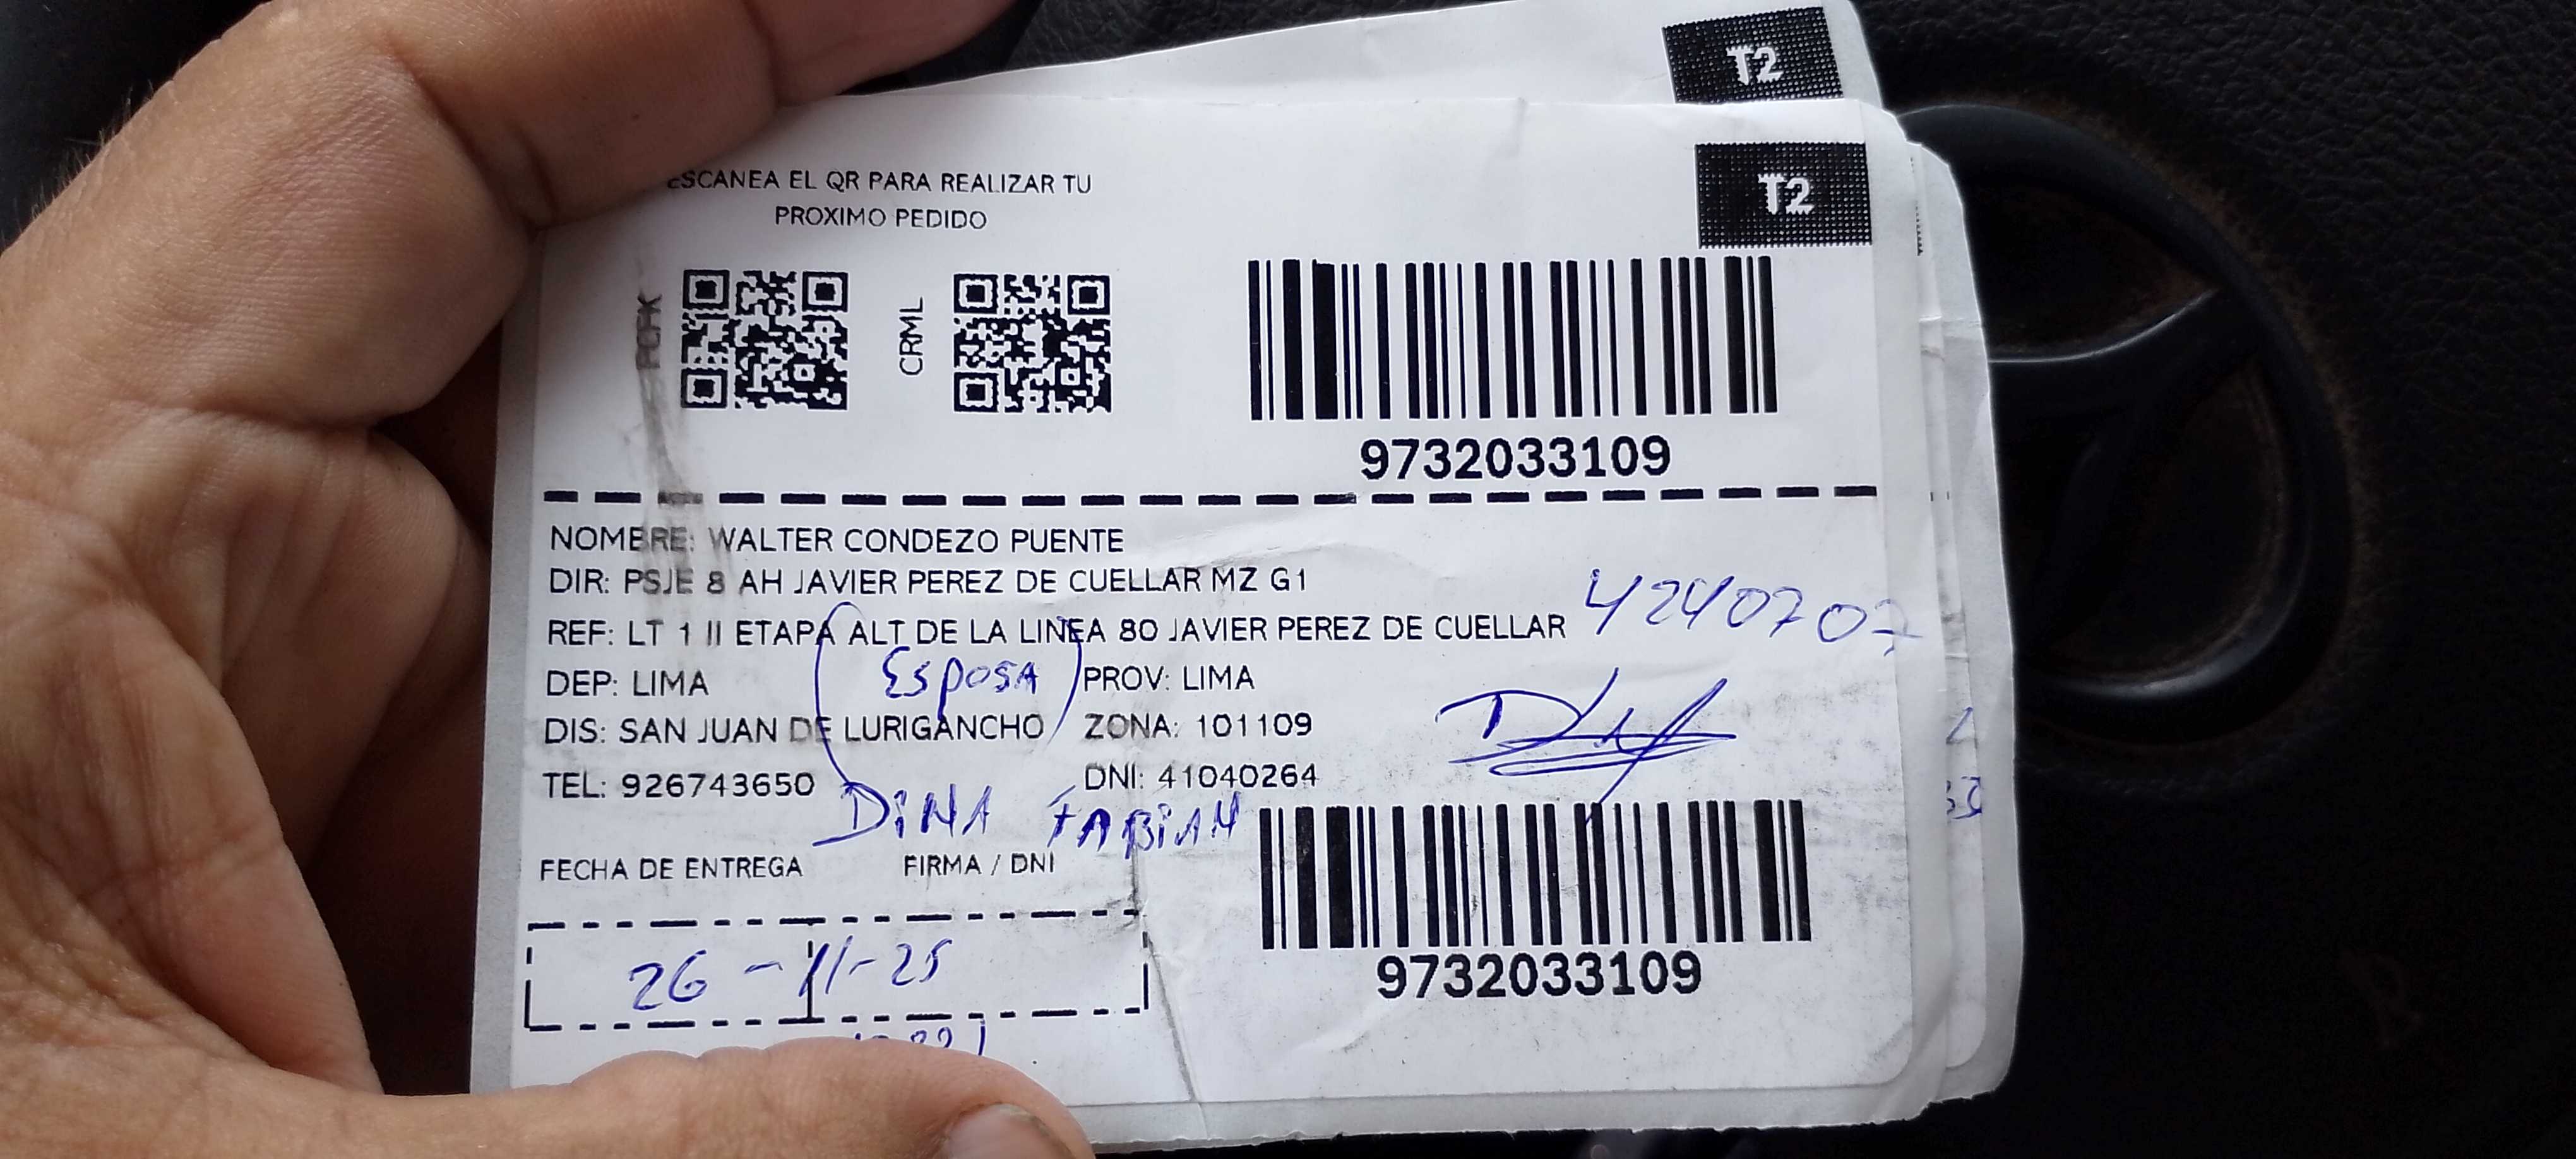 T2
T2
ESCANEA EL QR PARA REALIZAR TU
PROXIMO PEDIDO
CRML
9732033109
NOMBRE: WALTER CONDEZO PUENTE
DIR: PSJE 8 AH JAVIER PEREZ DE CUELLAR MZ G1
REF: LT 1 II ETAPA ALT DE LA LINEA 80 JAVIER PEREZ DE CUELLAR
4240707
DEP: LIMA (ESPOSA) PROV: LIMA
DIS: SAN JUAN DE LURIGANCHO ZONA: 101109
TEL: 926743650 DNI: 41040264
DINA FABIAN
FECHA DE ENTREGA FIRMA / DNI
26-11-25
9732033109